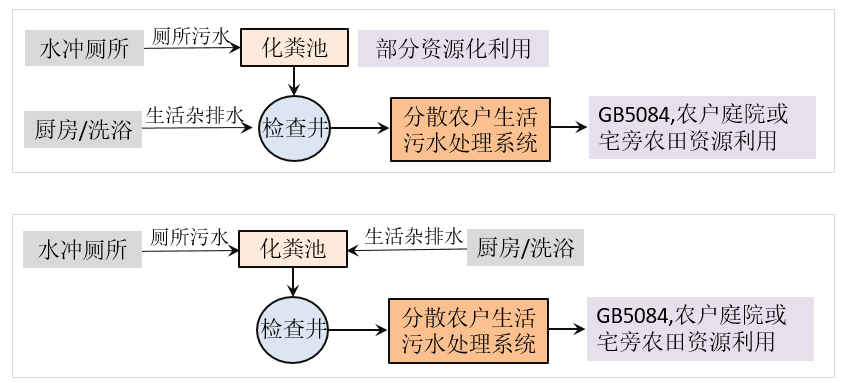 水冲厕所
厕所污水
化粪池
部分资源化利用
厨房/洗浴
生活杂排水
检查井
分散农户生活
污水处理系统
GB5084,农户庭院或
宅旁农田资源利用
水冲厕所
厕所污水
化粪池
生活杂排水
厨房/洗浴
检查井
分散农户生活
污水处理系统
GB5084,农户庭院或
宅旁农田资源利用